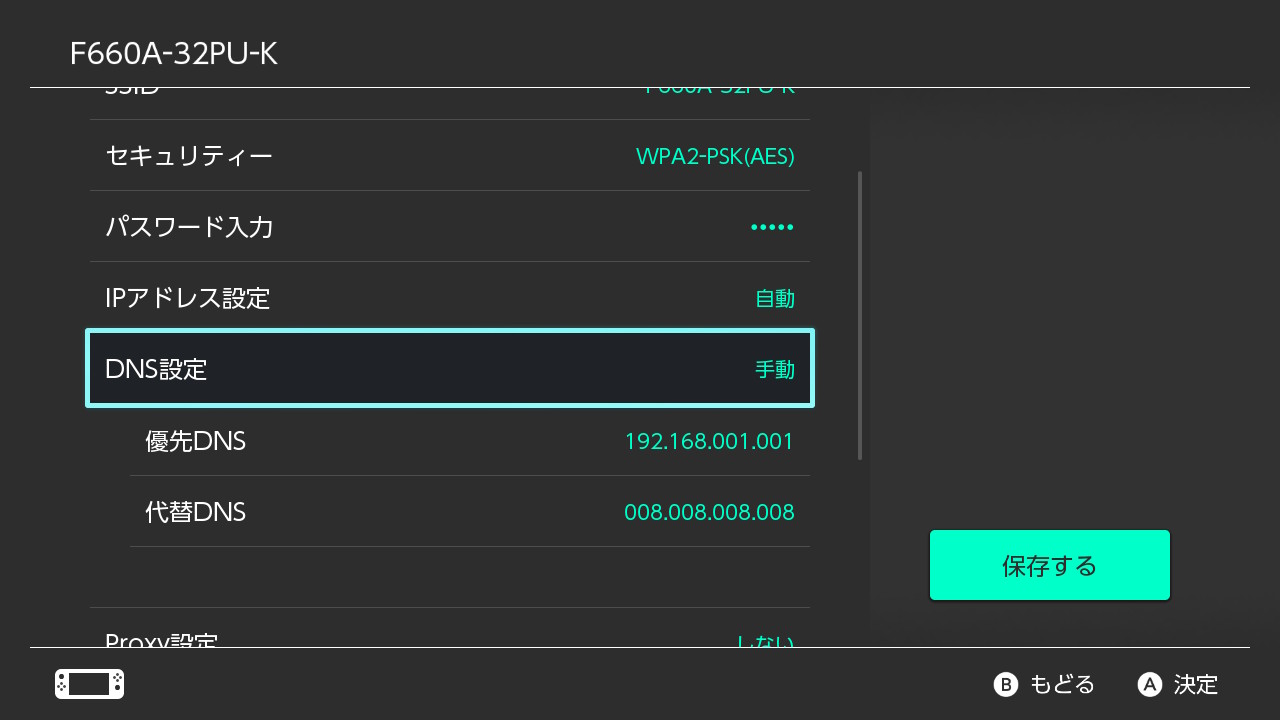 F660A-32PU-K
SSID F660A-32PU-K
セキュリティー WPA2-PSK(AES)
パスワード入力 •••••
IPアドレス設定 自動
DNS設定 手動
優先DNS 192.168.001.001
代替DNS 008.008.008.008
保存する
Proxy設定 しない
B もどる A 決定